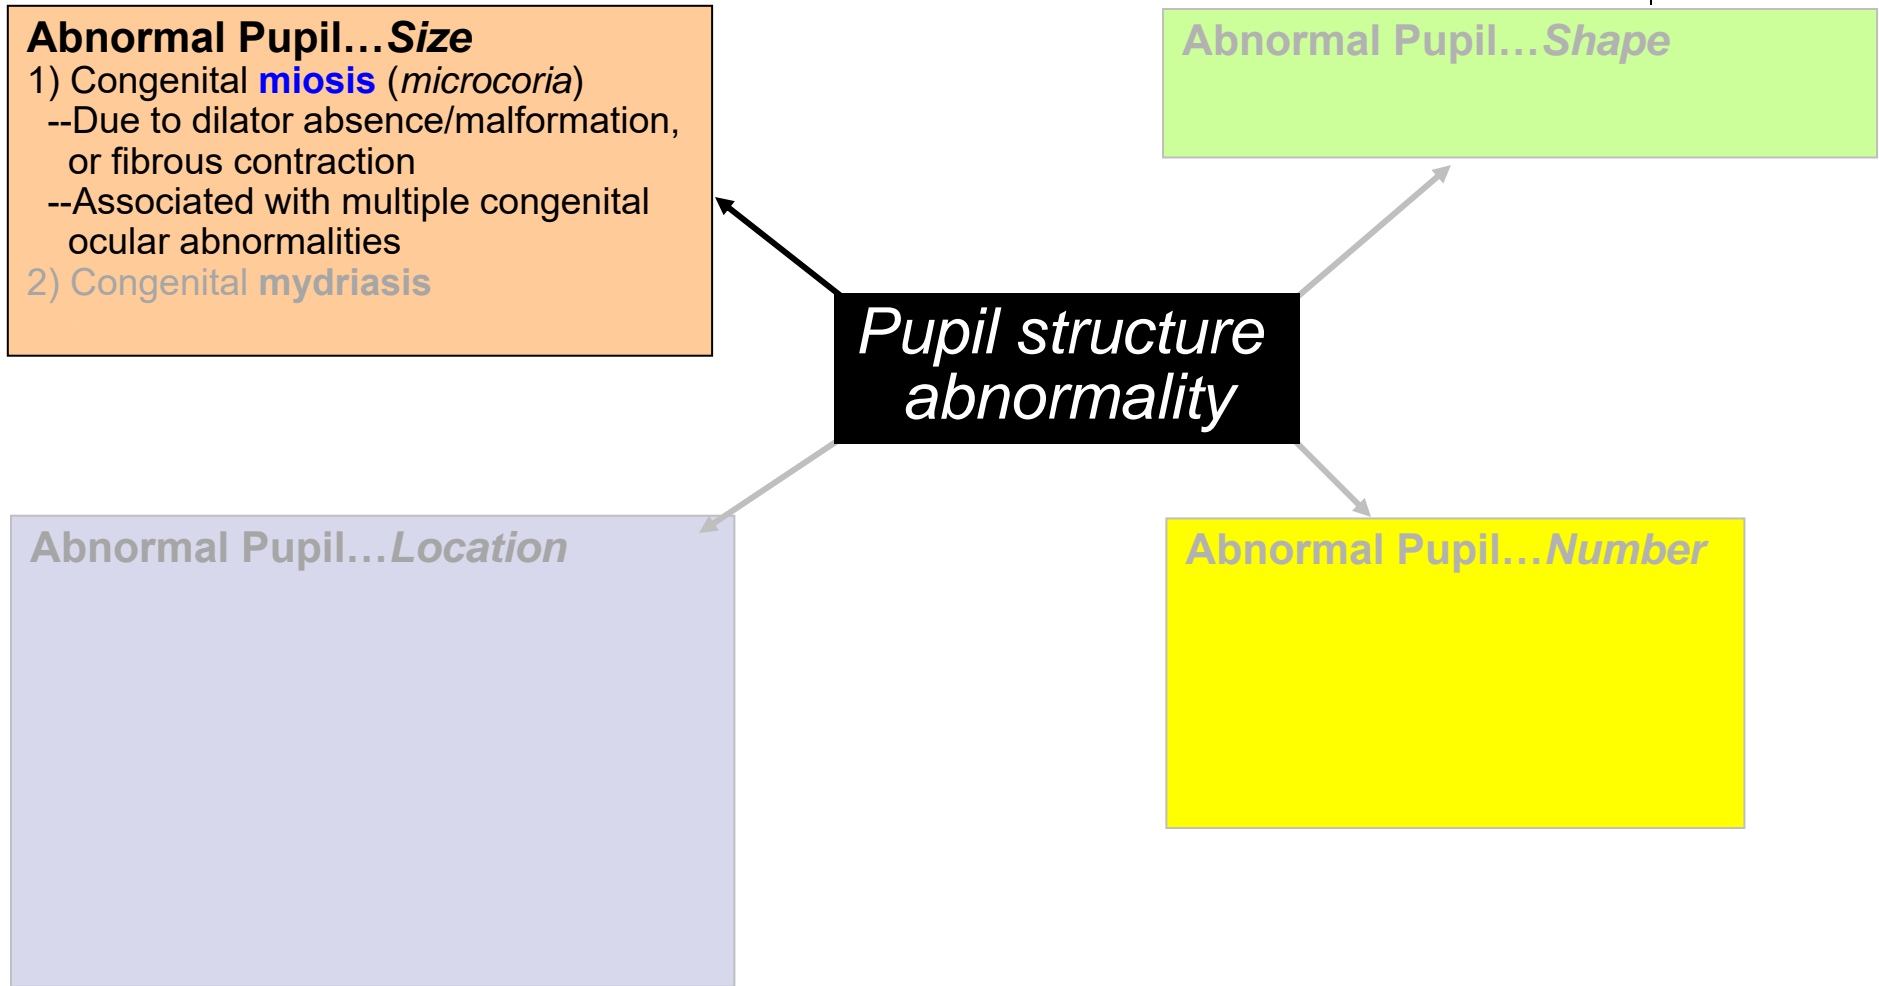 Abnormal Pupil…Size
1) Congenital miosis (microcoria)
--Due to dilator absence/malformation,
or fibrous contraction
--Associated with multiple congenital
ocular abnormalities
2) Congenital mydriasis
Abnormal Pupil…Shape
Pupil structure
abnormality
Abnormal Pupil…Location
Abnormal Pupil…Number